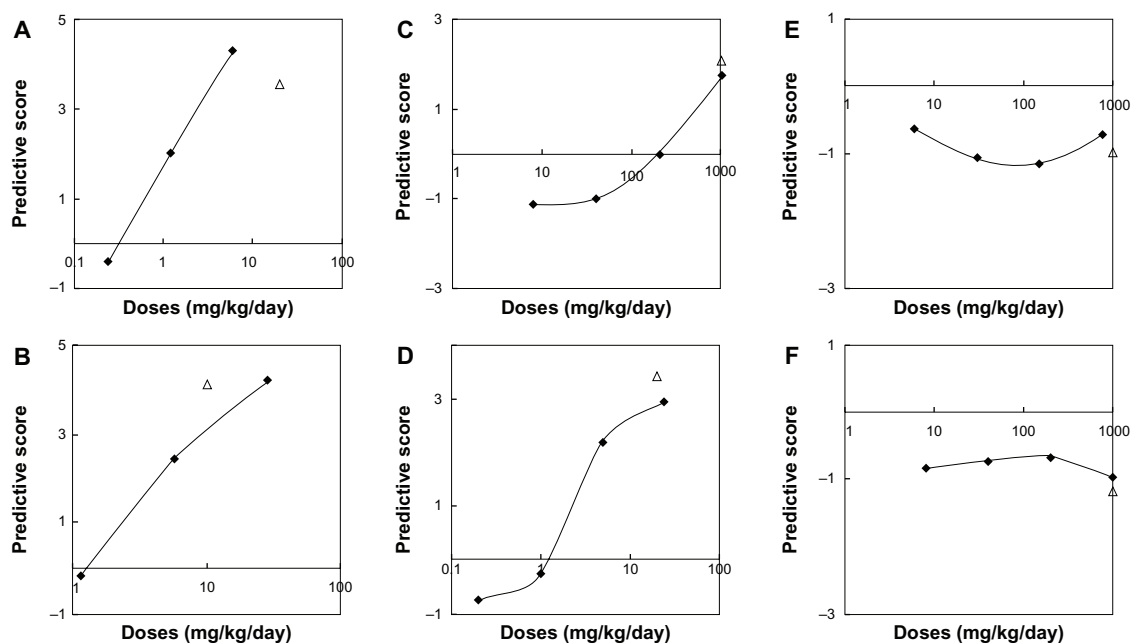 A
5
3
1
–1
0.1 1 10 100
Predictive score
Doses (mg/kg/day)
B
5
3
1
–1
1 10 100
Predictive score
Doses (mg/kg/day)
C
3
1
–1
–3
1 10 100 1000
Predictive score
Doses (mg/kg/day)
D
3
1
–1
0.1 1 10 100
Predictive score
Doses (mg/kg/day)
E
1
–1
–3
1 10 100 1000
Predictive score
Doses (mg/kg/day)
F
1
–1
–3
1 10 100 1000
Predictive score
Doses (mg/kg/day)